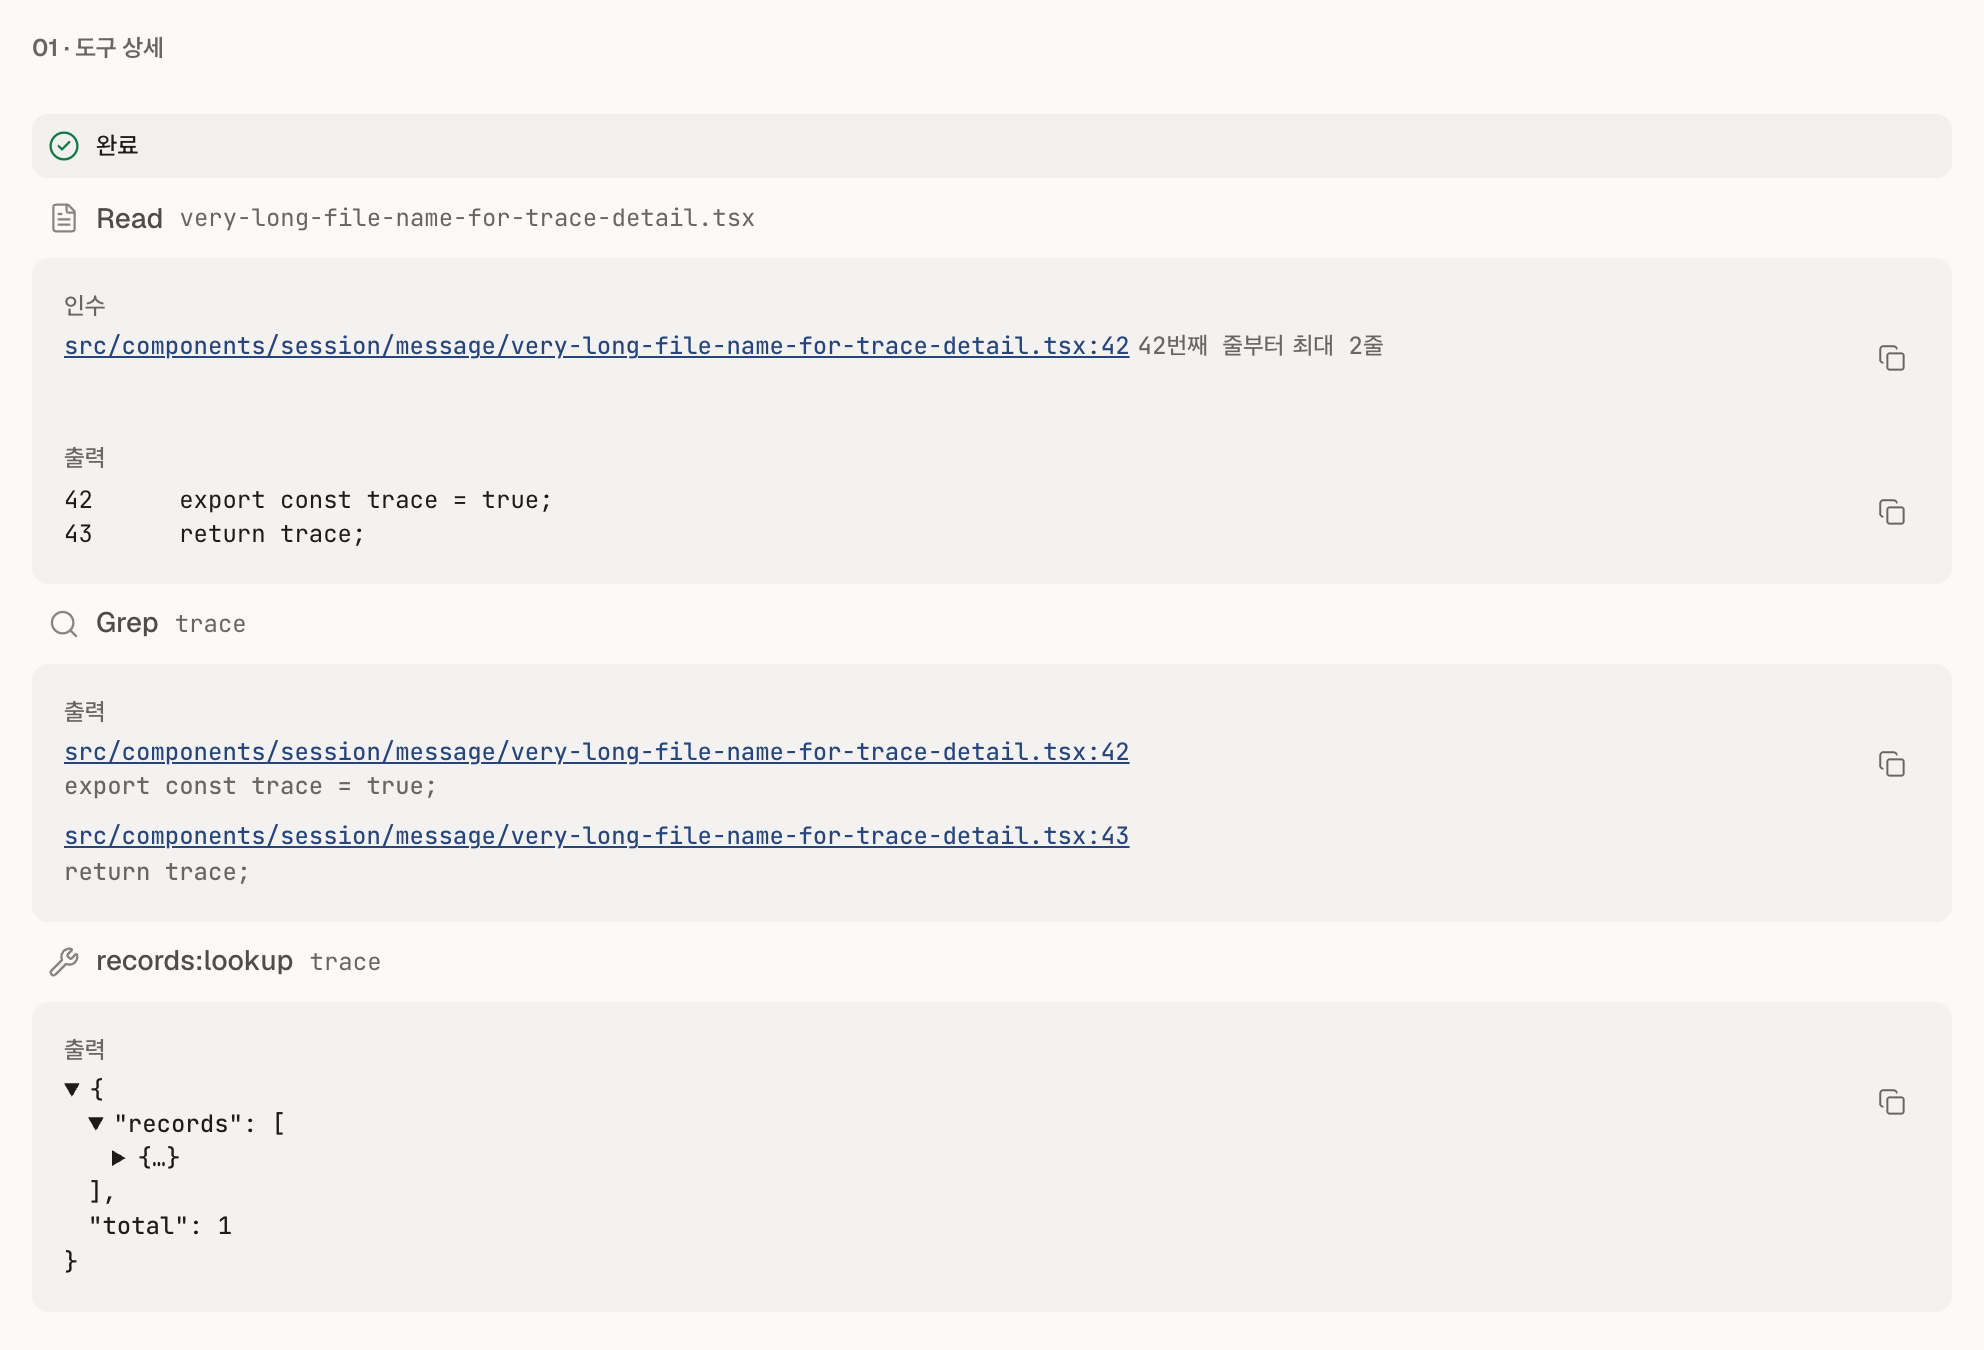 01 · 도구 상세
완료
Read very-long-file-name-for-trace-detail.tsx
인수
src/components/session/message/very-long-file-name-for-trace-detail.tsx:42 42번째 줄부터 최대 2줄
출력
42      export const trace = true;
43      return trace;
Grep trace
출력
src/components/session/message/very-long-file-name-for-trace-detail.tsx:42
export const trace = true;
src/components/session/message/very-long-file-name-for-trace-detail.tsx:43
return trace;
records:lookup trace
출력
▼ {
▼ "records": [
▶ {…}
],
"total": 1
}